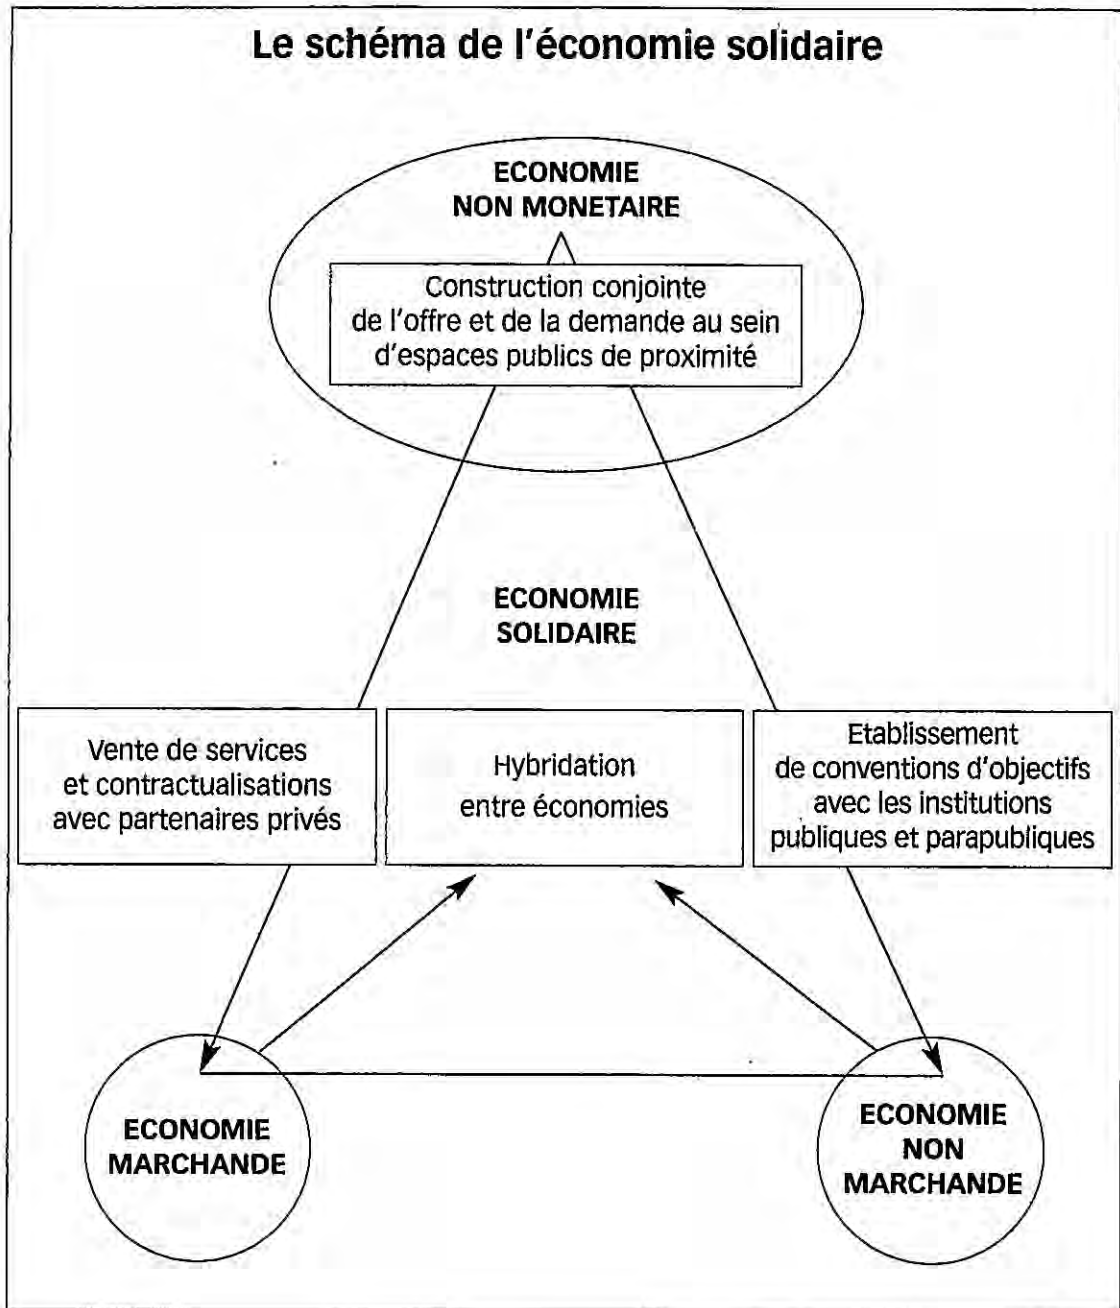 Le schéma de l'économie solidaire
ECONOMIE
NON MONETAIRE
Construction conjointe
de l'offre et de la demande au sein
d'espaces publics de proximité
ECONOMIE
SOLIDAIRE
Vente de services
et contractualisations
avec partenaires privés
Hybridation
entre économies
Etablissement
de conventions d'objectifs
avec les institutions
publiques et parapubliques
ECONOMIE
MARCHANDE
ECONOMIE
NON
MARCHANDE